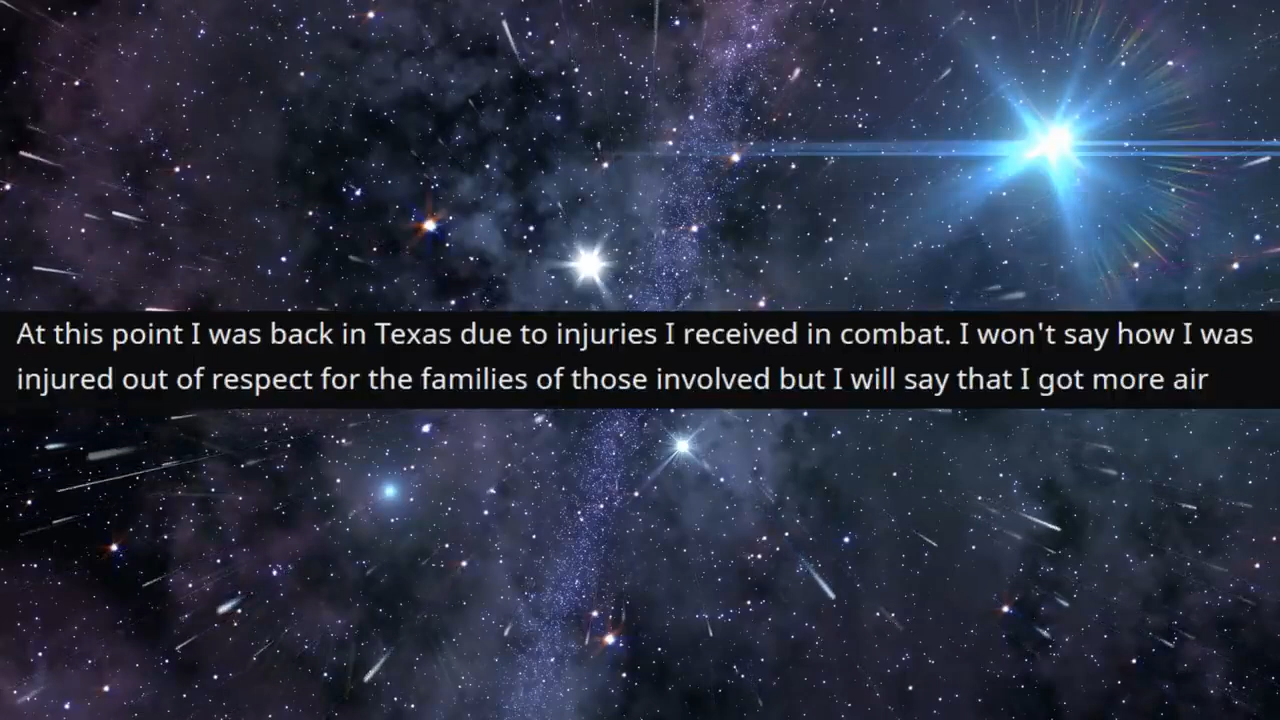 At this point I was back in Texas due to injuries I received in combat. I won't say how I was
injured out of respect for the families of those involved but I will say that I got more air